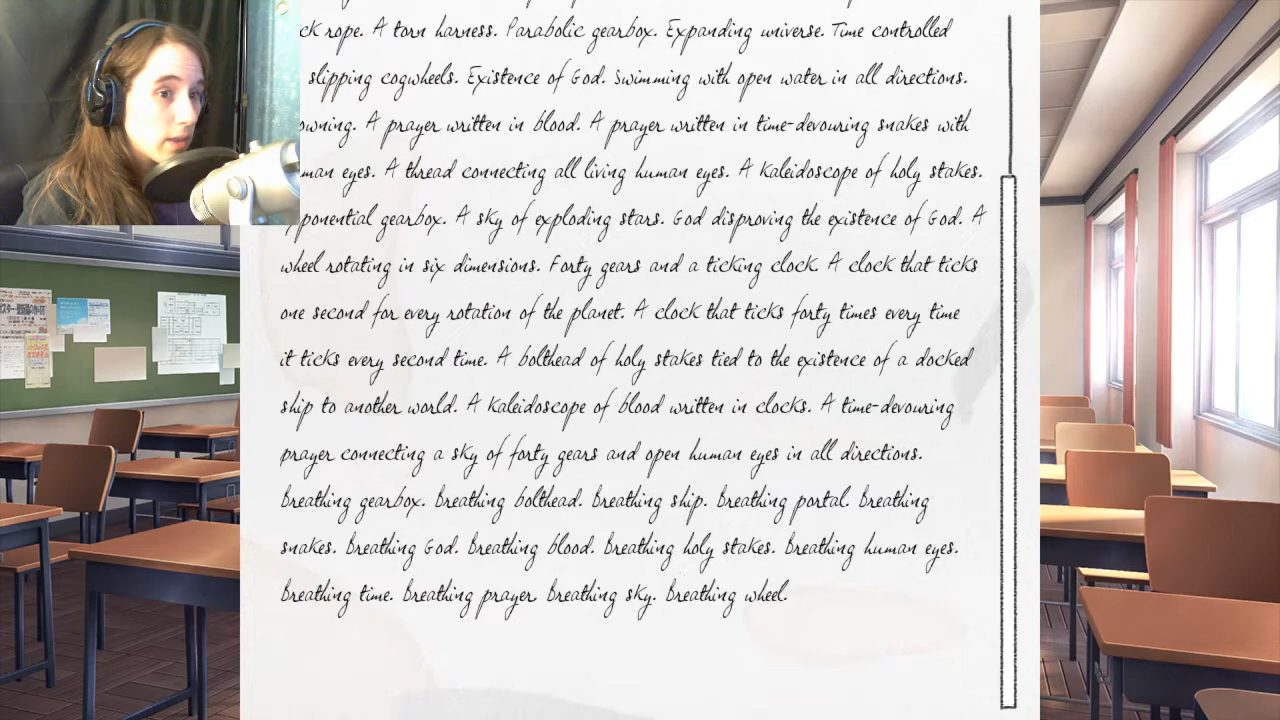 ck rope. A torn harness. Parabolic gearbox. Expanding universe. Time controlled
slipping cogwheels. Existence of God. Swimming with open water in all directions.
owning. A prayer written in blood. A prayer written in time-devouring snakes with
man eyes. A thread connecting all living human eyes. A kaleidoscope of holy stakes.
ponential gearbox. A sky of exploding stars. God disproving the existence of God. A
wheel rotating in six dimensions. Forty gears and a ticking clock. A clock that ticks
one second for every rotation of the planet. A clock that ticks forty times every time
it ticks every second time. A bolthead of holy stakes tied to the existence of a docked
ship to another world. A kaleidoscope of blood written in clocks. A time-devouring
prayer connecting a sky of forty gears and open human eyes in all directions.
Breathing gearbox. Breathing bolthead. Breathing ship. Breathing portal. Breathing
snakes. Breathing God. Breathing blood. Breathing holy stakes. Breathing human eyes.
Breathing time. Breathing prayer. Breathing sky. Breathing wheel.